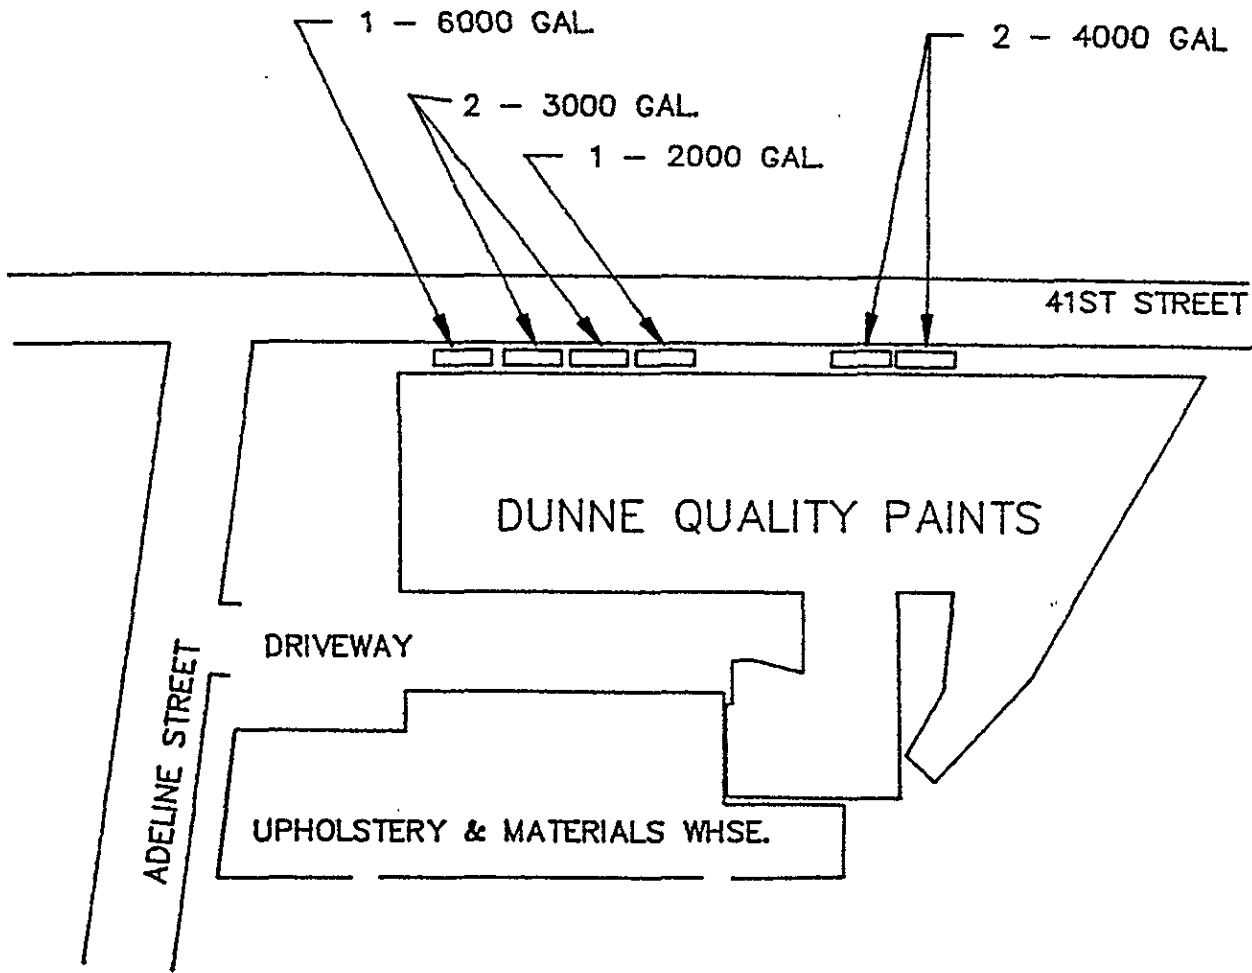 1 - 6000 GAL.
2 - 4000 GAL
2 - 3000 GAL.
1 - 2000 GAL.
41ST STREET
DUNNE QUALITY PAINTS
DRIVEWAY
ADELINE STREET
UPHOLSTERY & MATERIALS WHSE.